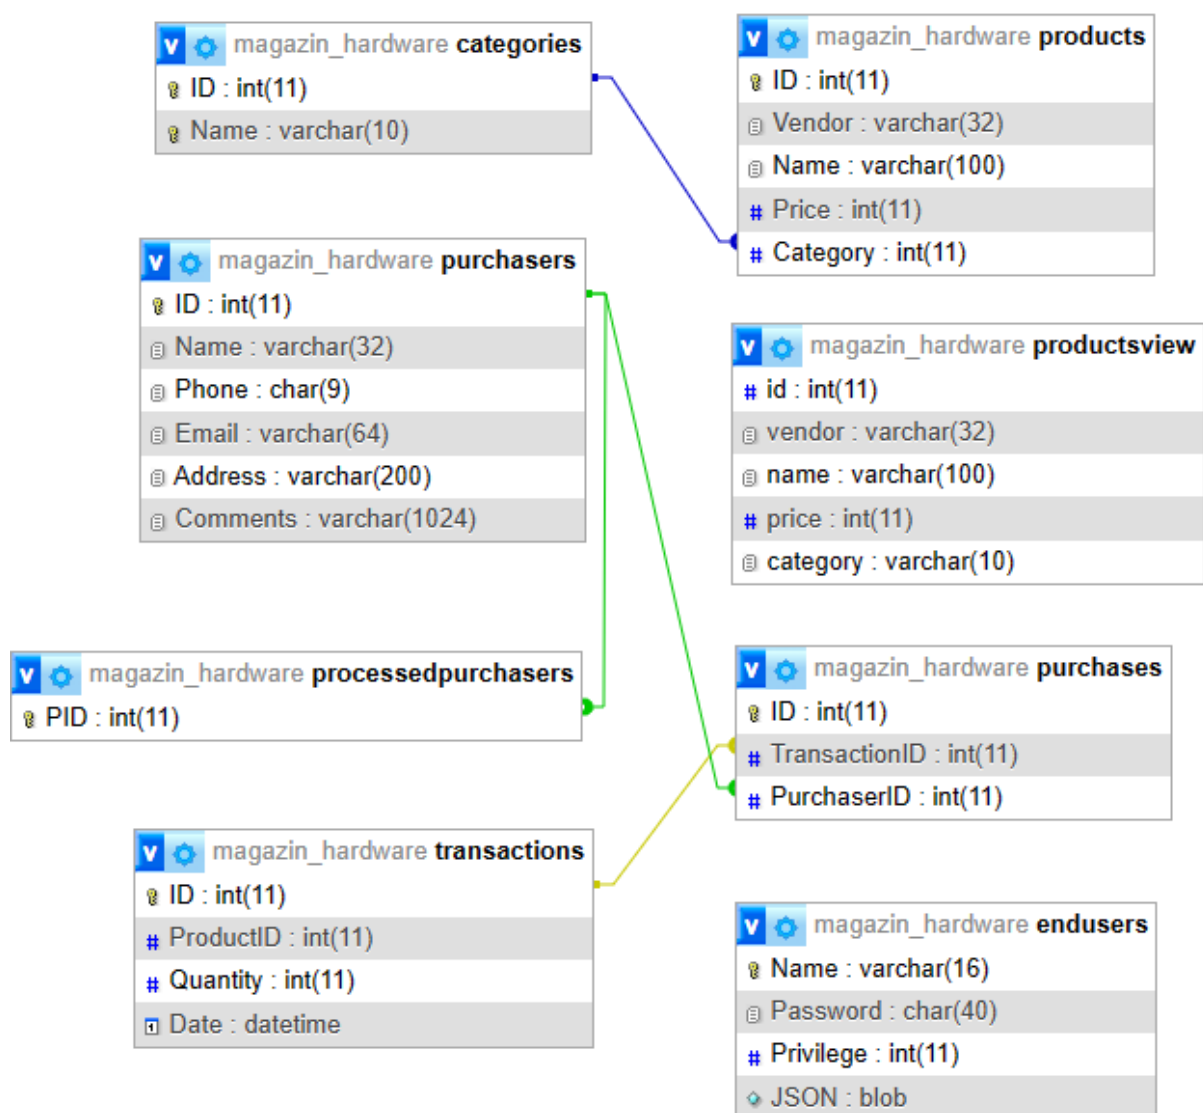 v magazin_hardware categories
ID : int(11)
Name : varchar(10)
v magazin_hardware products
ID : int(11)
Vendor : varchar(32)
Name : varchar(100)
# Price : int(11)
# Category : int(11)
v magazin_hardware purchasers
ID : int(11)
Name : varchar(32)
Phone : char(9)
Email : varchar(64)
Address : varchar(200)
Comments : varchar(1024)
v magazin_hardware productsview
# id : int(11)
vendor : varchar(32)
name : varchar(100)
# price : int(11)
category : varchar(10)
v magazin_hardware processedpurchasers
PID : int(11)
v magazin_hardware purchases
ID : int(11)
# TransactionID : int(11)
# PurchaserID : int(11)
v magazin_hardware transactions
ID : int(11)
# ProductID : int(11)
# Quantity : int(11)
Date : datetime
v magazin_hardware endusers
Name : varchar(16)
Password : char(40)
# Privilege : int(11)
JSON : blob